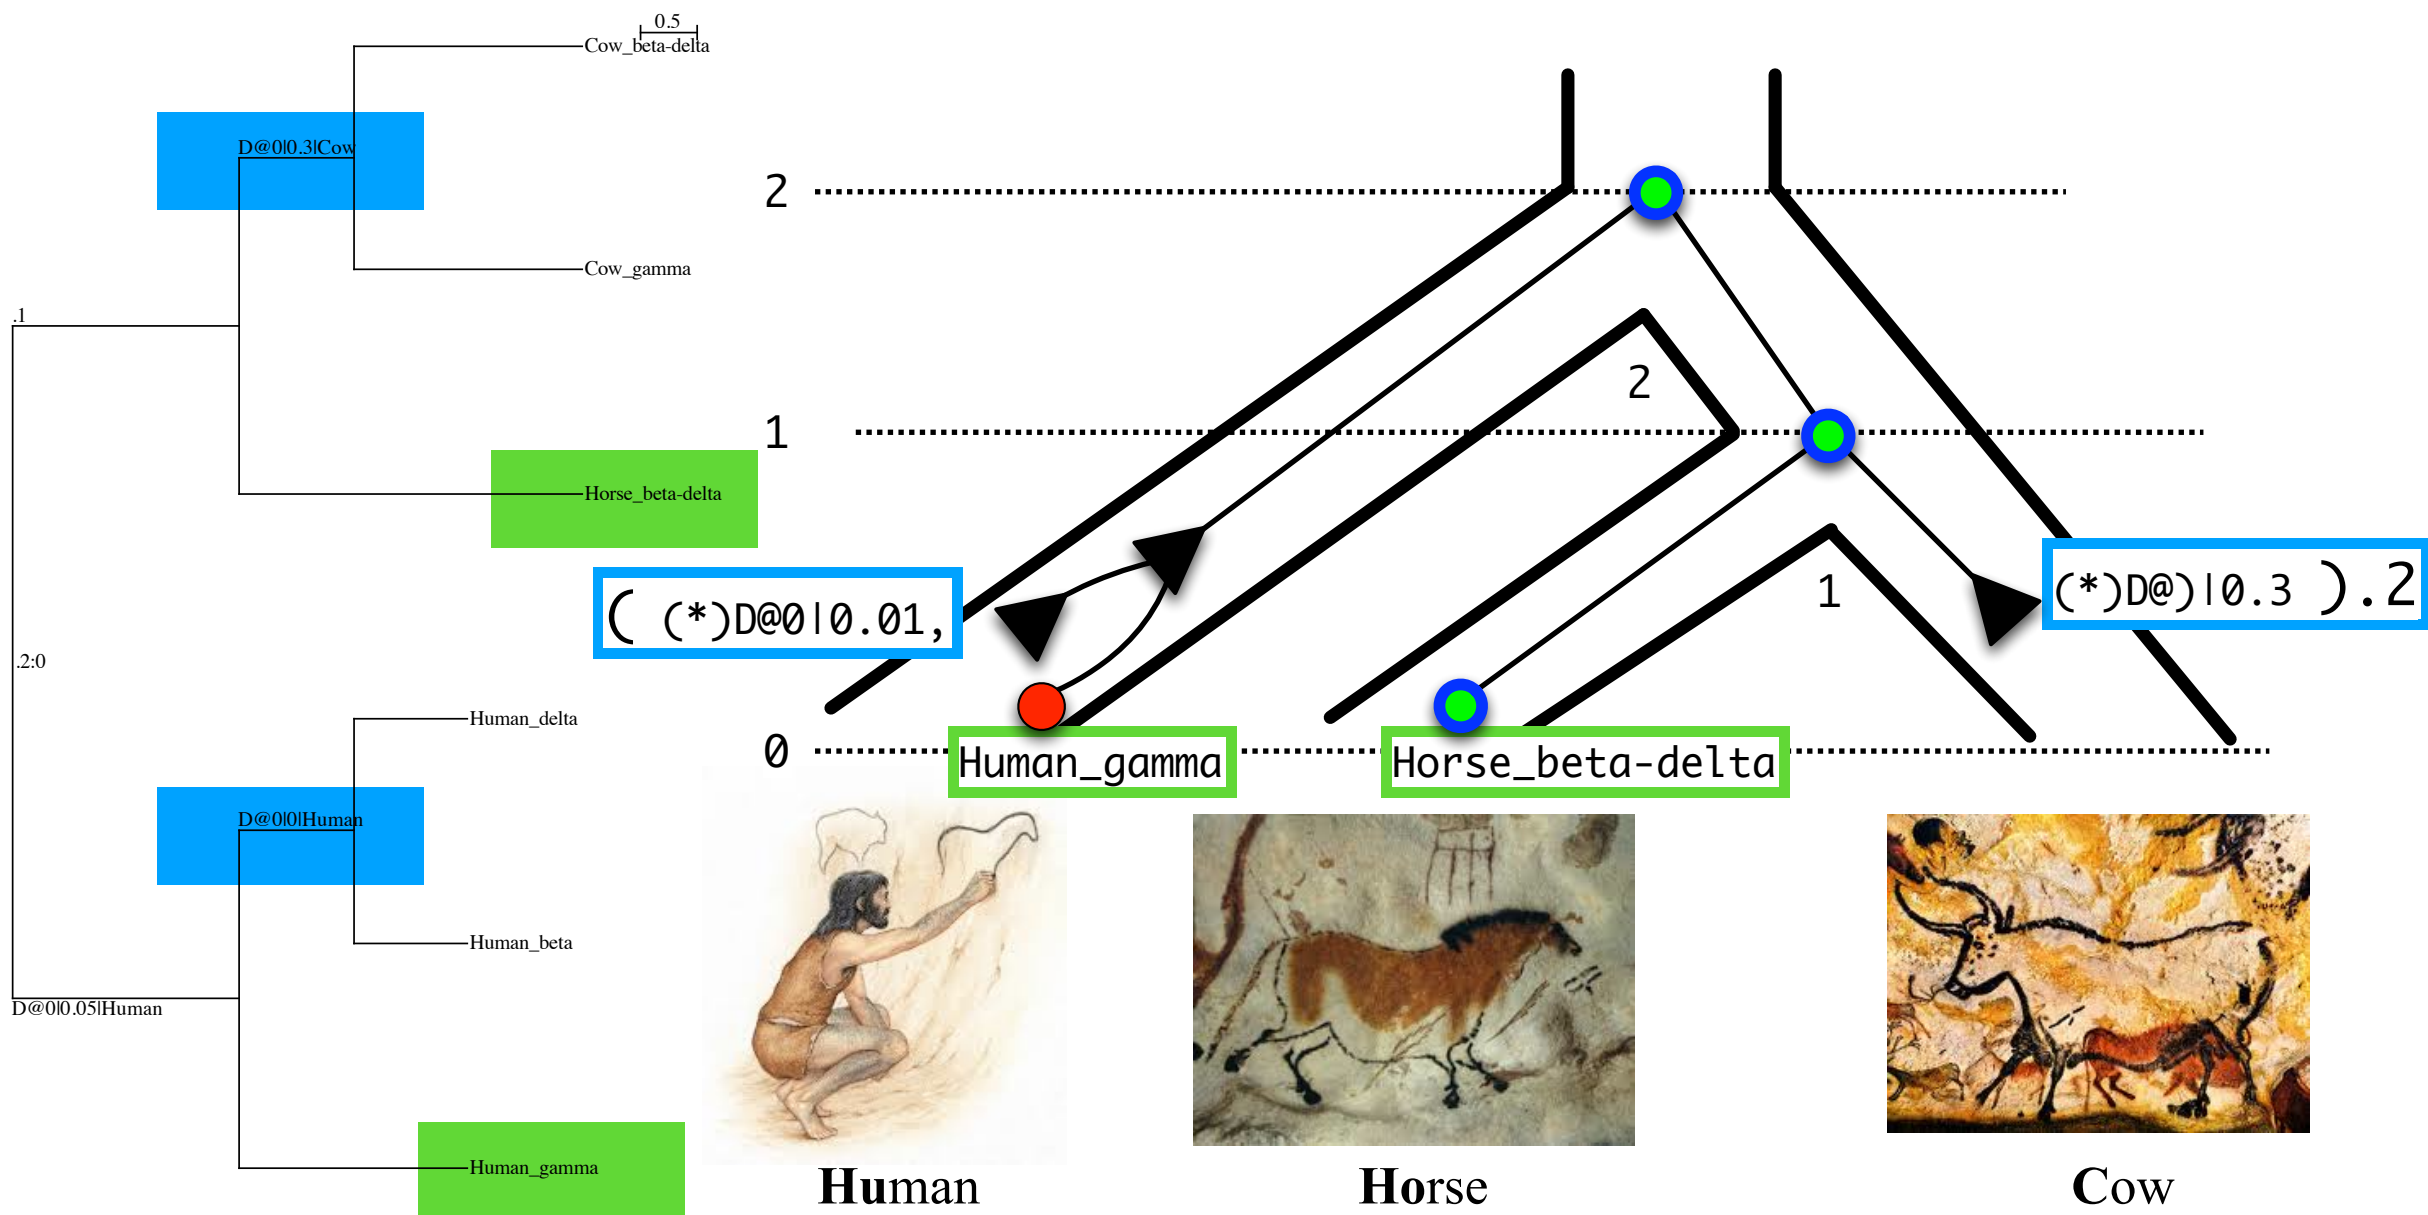 0.5
Cow_beta-delta
D@0|0.3|Cow
Cow_gamma
.1
Horse_beta-delta
.2:0
Human_delta
D@0|0|Human
Human_beta
D@0|0.05|Human
Human_gamma
2
1
0
2
1
( (*)D@0|0.01,
(*)D@)|0.3 ).2
Human_gamma
Horse_beta-delta
Human
Horse
Cow